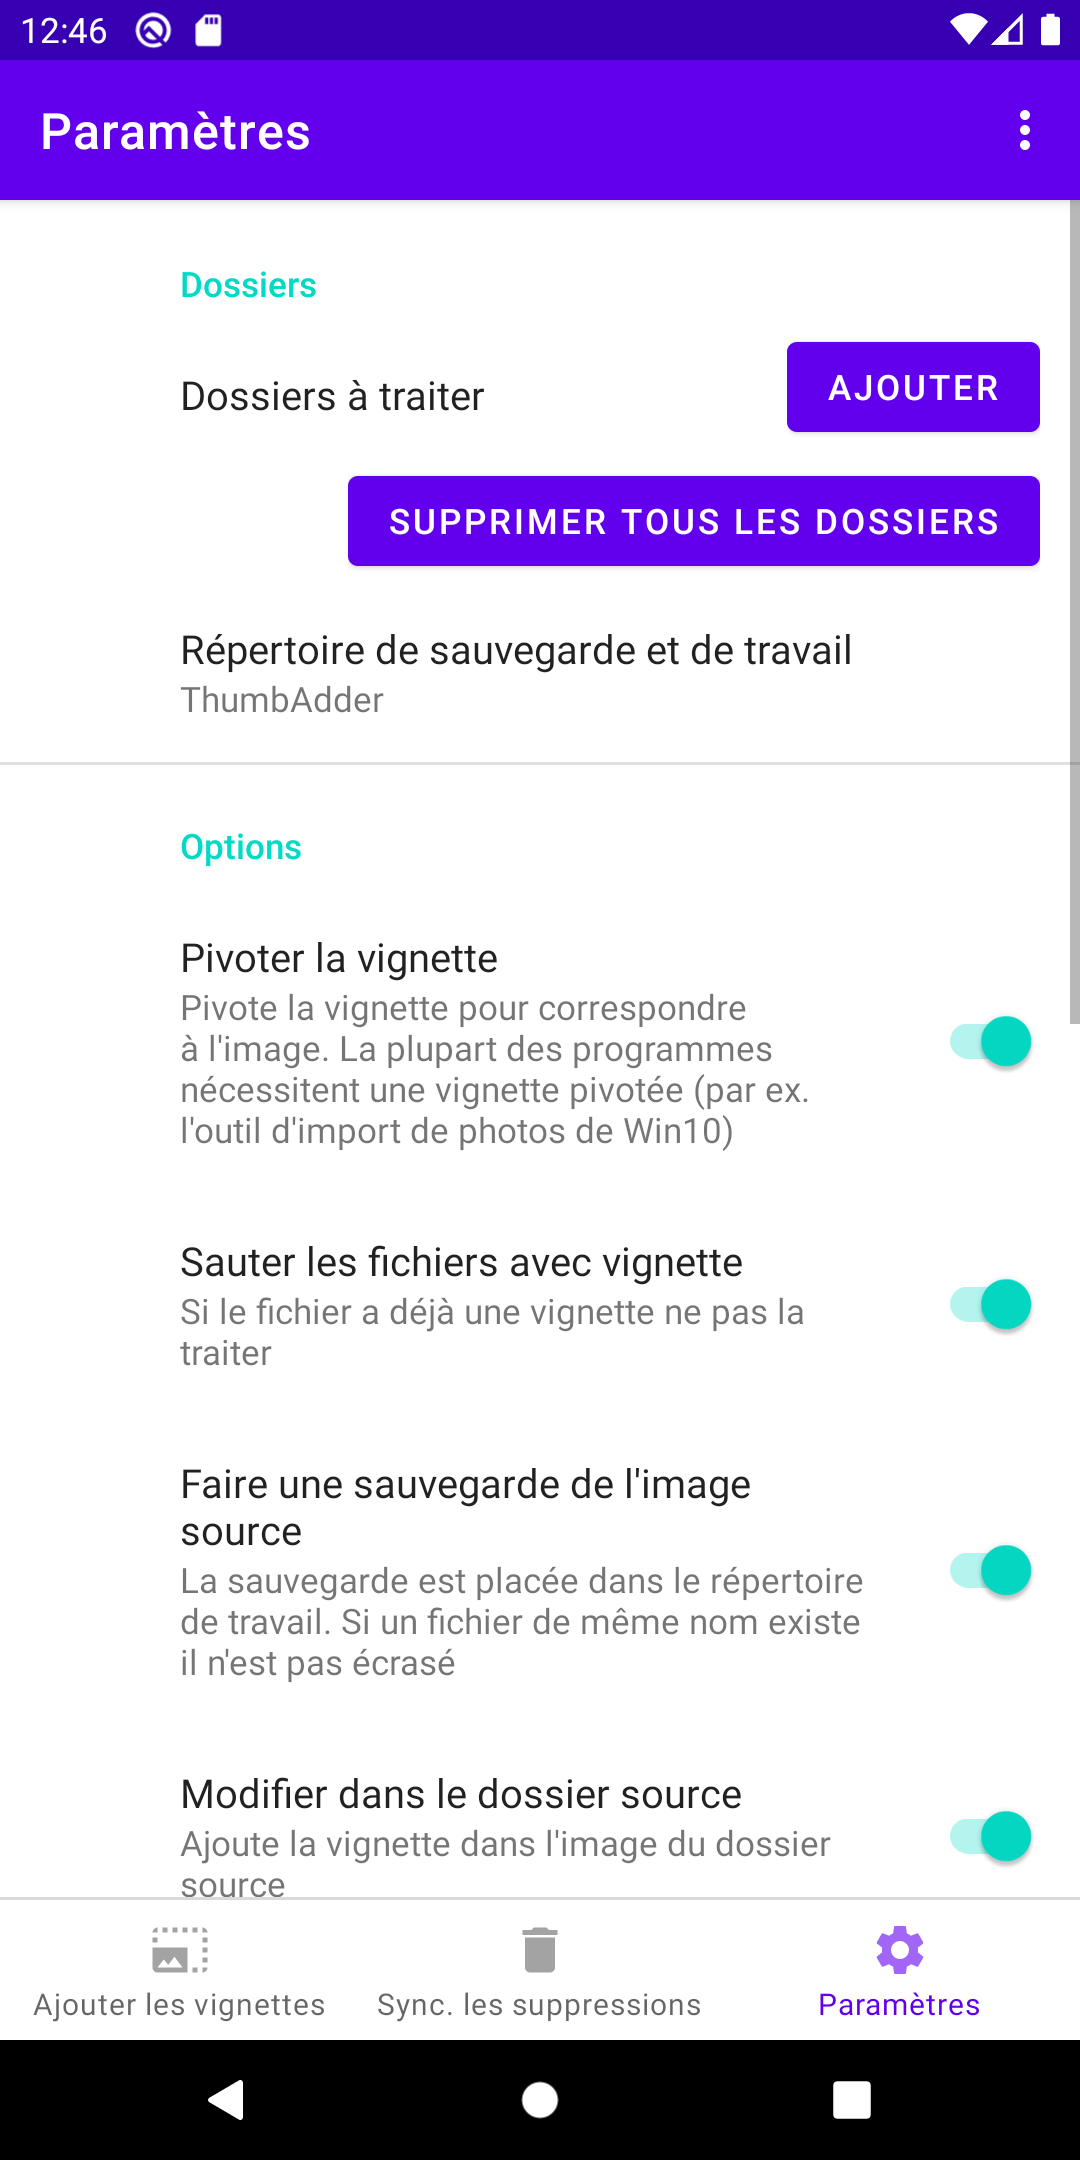 12:46
Paramètres
Dossiers
Dossiers à traiter
AJOUTER
SUPPRIMER TOUS LES DOSSIERS
Répertoire de sauvegarde et de travail
ThumbAdder
Options
Pivoter la vignette
Pivote la vignette pour correspondre
à l'image. La plupart des programmes
nécessitent une vignette pivotée (par ex.
l'outil d'import de photos de Win10)
Sauter les fichiers avec vignette
Si le fichier a déjà une vignette ne pas la
traiter
Faire une sauvegarde de l'image
source
La sauvegarde est placée dans le répertoire
de travail. Si un fichier de même nom existe
il n'est pas écrasé
Modifier dans le dossier source
Ajoute la vignette dans l'image du dossier
source
Ajouter les vignettes
Sync. les suppressions
Paramètres